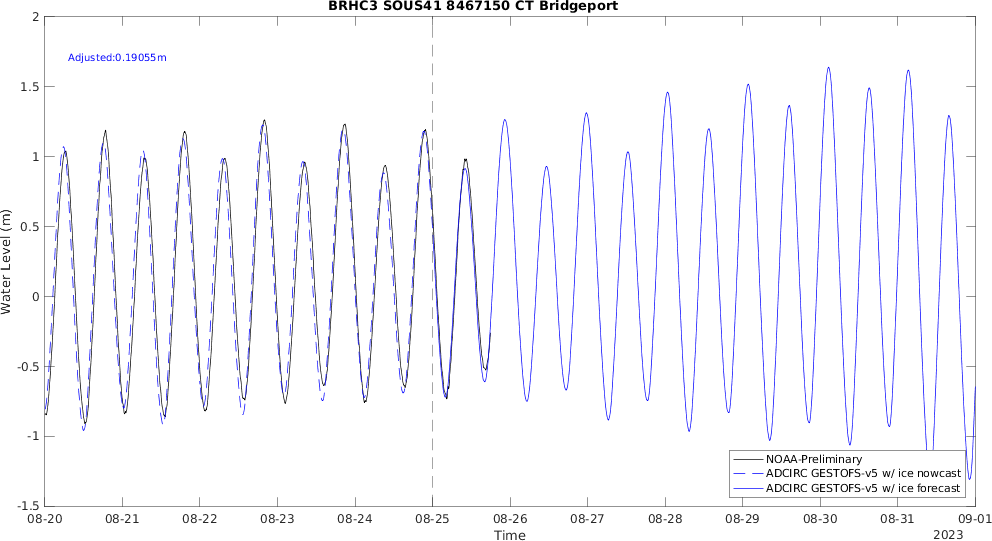 BRHC3 SOUS41 8467150 CT Bridgeport
Adjusted:0.19055m
Water Level (m)
2
1.5
1
0.5
0
-0.5
-1
-1.5
NOAA-Preliminary
ADCIRC GESTOFS-v5 w/ ice nowcast
ADCIRC GESTOFS-v5 w/ ice forecast
08-20 08-21 08-22 08-23 08-24 08-25 08-26 08-27 08-28 08-29 08-30 08-31 09-01
Time
2023